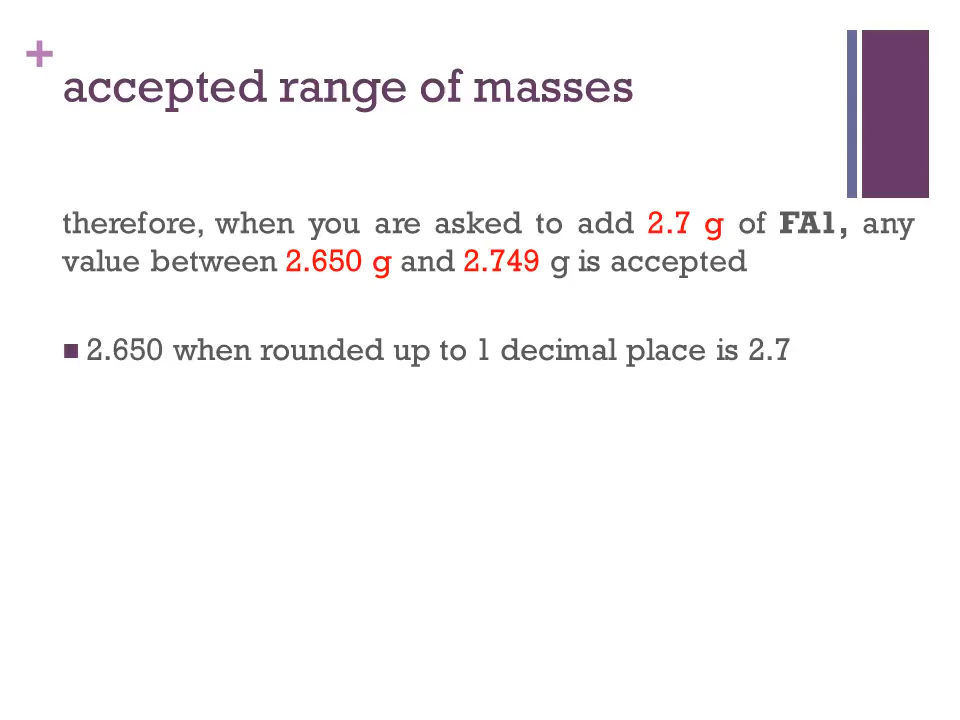 +
accepted range of masses
therefore, when you are asked to add 2.7 g of FA1, any
value between 2.650 g and 2.749 g is accepted
■ 2.650 when rounded up to 1 decimal place is 2.7